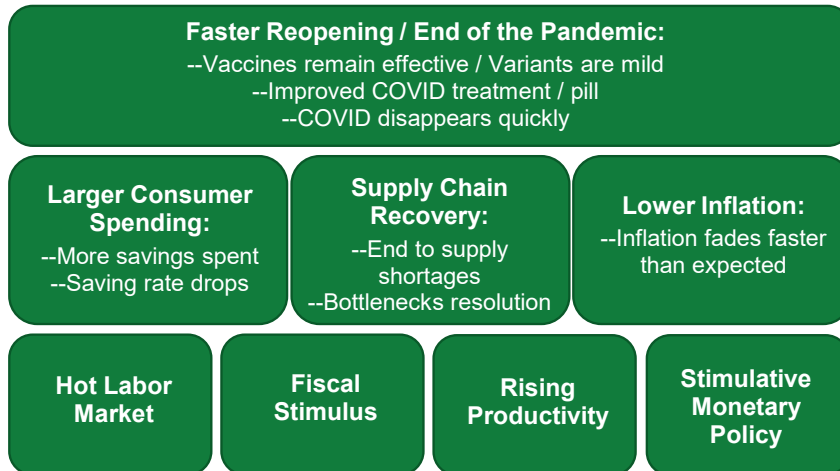 Faster Reopening / End of the Pandemic:
--Vaccines remain effective / Variants are mild
--Improved COVID treatment / pill
--COVID disappears quickly
Larger Consumer
Spending:
--More savings spent
--Saving rate drops
Supply Chain
Recovery:
--End to supply
shortages
--Bottlenecks resolution
Lower Inflation:
--Inflation fades faster
than expected
Hot Labor
Market
Fiscal
Stimulus
Rising
Productivity
Stimulative
Monetary
Policy